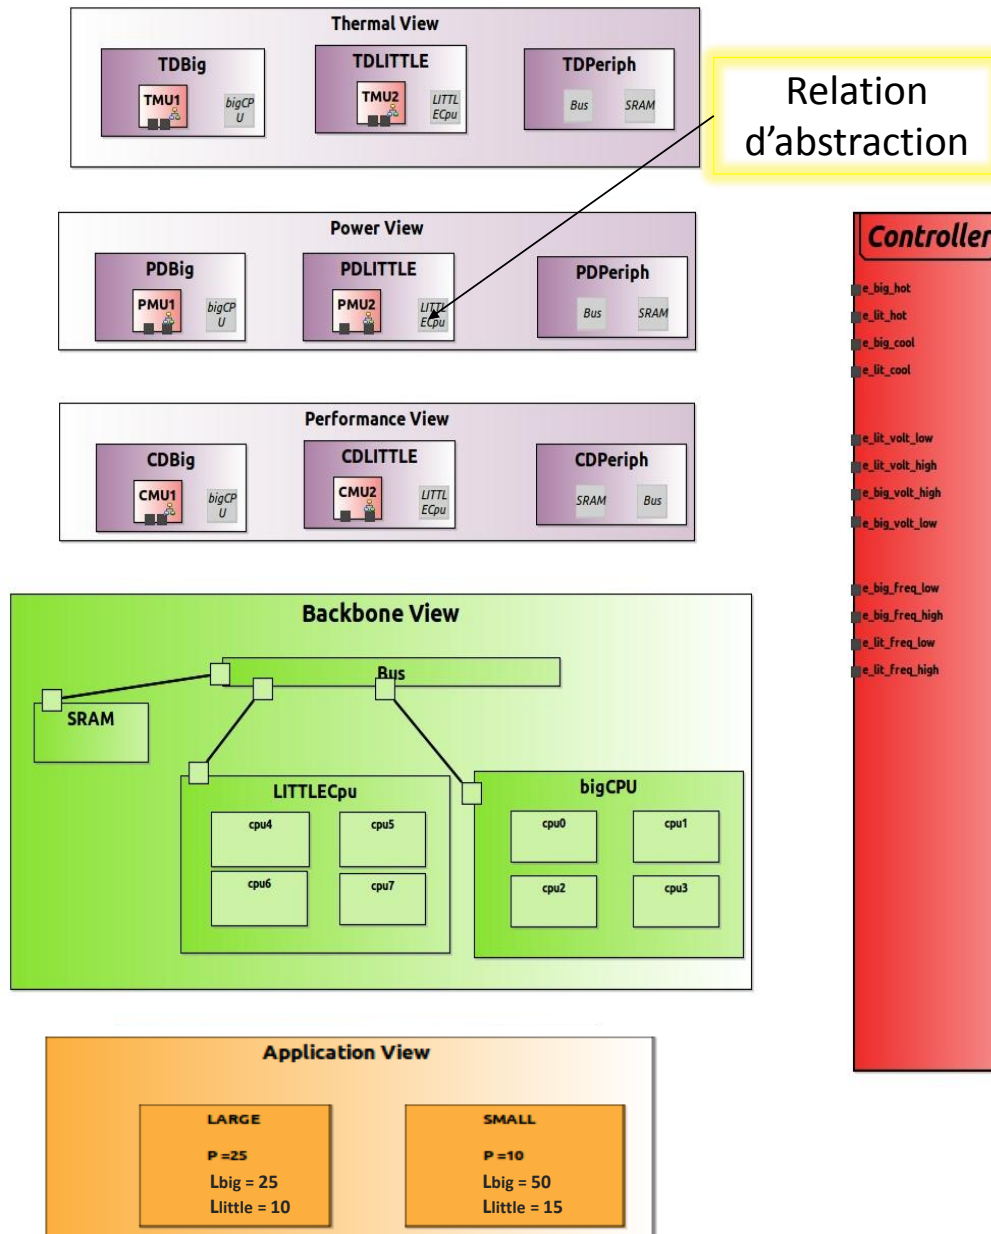 Thermal View
TDBig
TMU1
bigCP
U
TDLITTLE
TMU2
LITTL
ECpu
TDPeriph
Bus
SRAM
Relation
d'abstraction
Power View
PDBig
PMU1
bigCP
U
PDLITTLE
PMU2
LITTL
ECpu
PDPeriph
Bus
SRAM
Performance View
CDBig
CMU1
bigCP
U
CDLITTLE
CMU2
LITTL
ECpu
CDPeriph
SRAM
Bus
Controller
e_big_hot
e_lit_hot
e_big_cool
e_lit_cool
e_lit_volt_low
e_lit_volt_high
e_big_volt_high
e_big_volt_low
e_big_freq_low
e_big_freq_high
e_lit_freq_low
e_lit_freq_high
Backbone View
Bus
SRAM
LITTLECpu
cpu4
cpu5
cpu6
cpu7
bigCPU
cpu0
cpu1
cpu2
cpu3
Application View
LARGE
P =25
Lbig = 25
Llittle = 10
SMALL
P =10
Lbig = 50
Llittle = 15